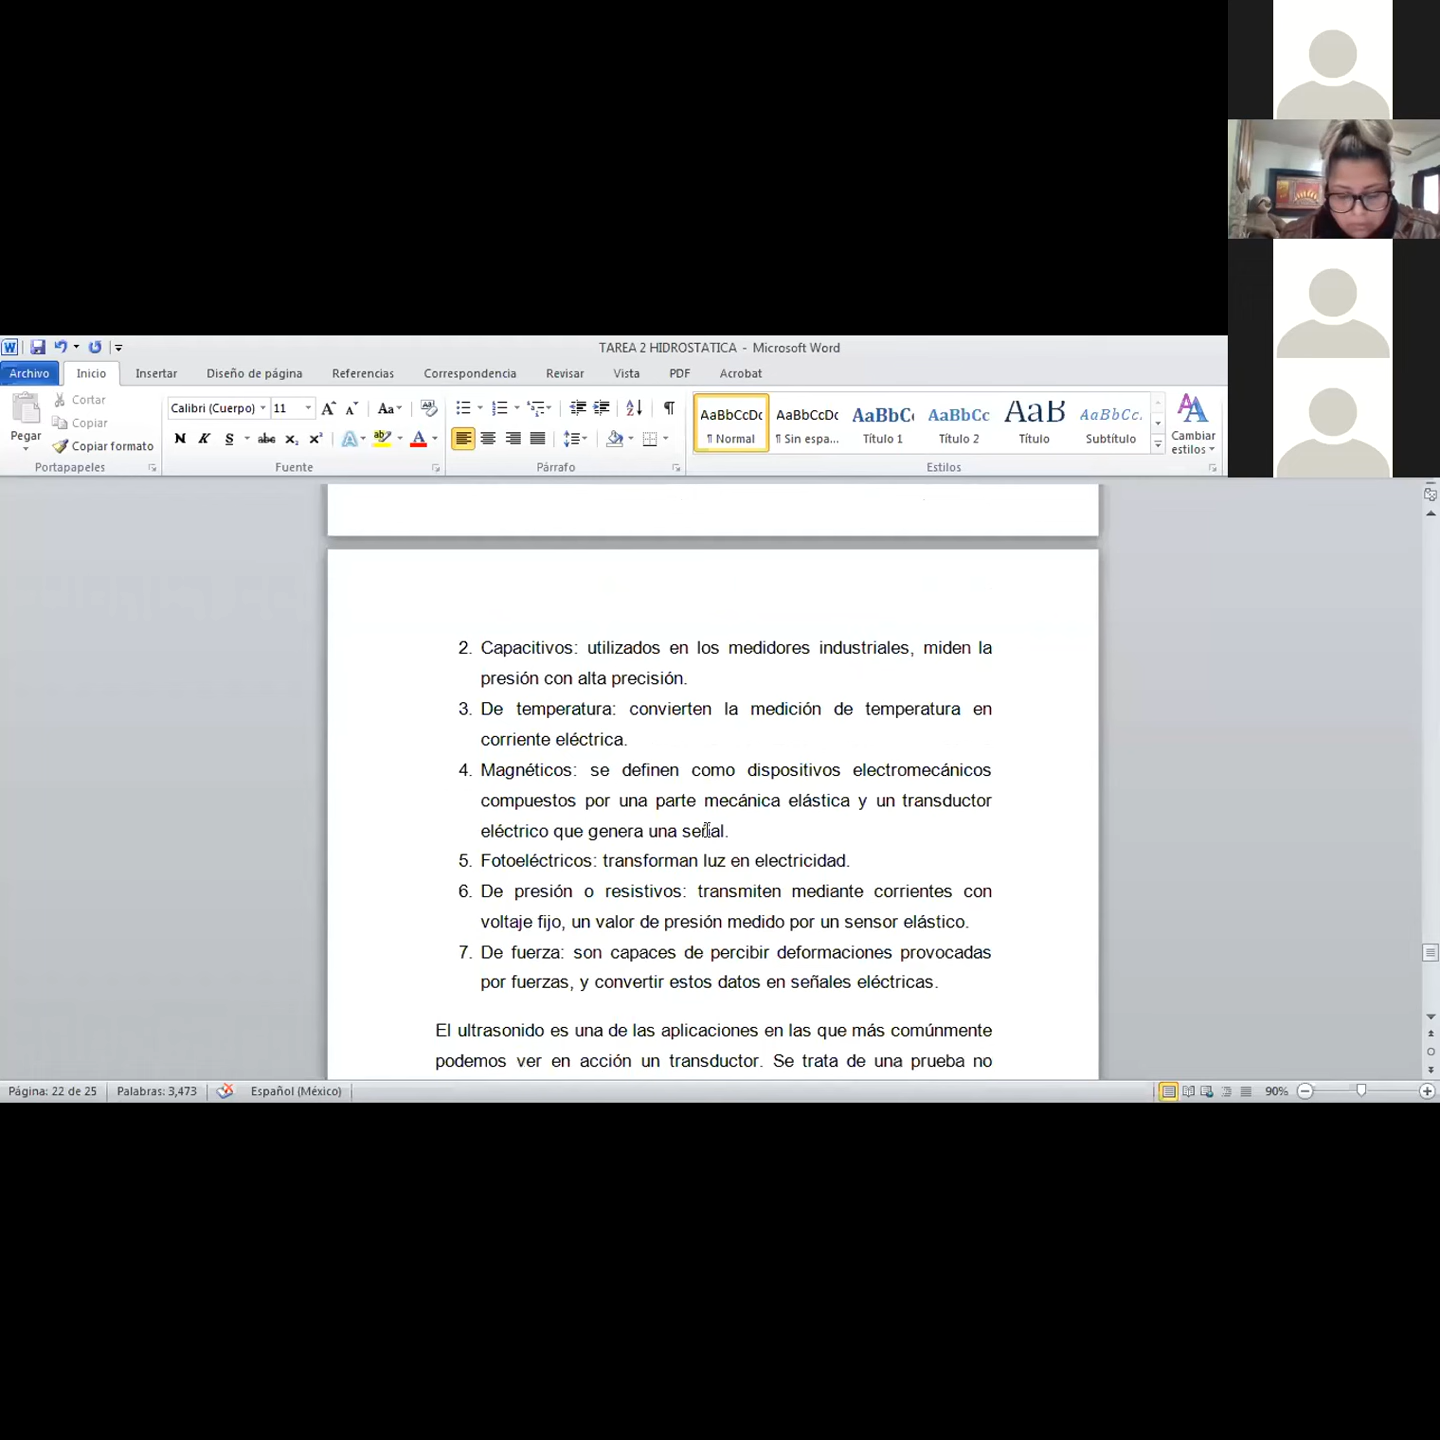 TAREA 2 HIDROSTATICA - Microsoft Word
Archivo Inicio Insertar Diseño de página Referencias Correspondencia Revisar Vista PDF Acrobat
Pegar
Cortar
Copiar
Copiar formato
Portapapeles
Calibri (Cuerpo) 11
Fuente
Párrafo
AaBbCcDc AaBbCcDc AaBbC AaBbCc AaB AaBbCc.
¶ Normal ¶ Sin espa... Título 1 Título 2 Título Subtítulo
Cambiar
estilos
Estilos
2. Capacitivos: utilizados en los medidores industriales, miden la
presión con alta precisión.
3. De temperatura: convierten la medición de temperatura en
corriente eléctrica.
4. Magnéticos: se definen como dispositivos electromecánicos
compuestos por una parte mecánica elástica y un transductor
eléctrico que genera una señal.
5. Fotoeléctricos: transforman luz en electricidad.
6. De presión o resistivos: transmiten mediante corrientes con
voltaje fijo, un valor de presión medido por un sensor elástico.
7. De fuerza: son capaces de percibir deformaciones provocadas
por fuerzas, y convertir estos datos en señales eléctricas.
El ultrasonido es una de las aplicaciones en las que más comúnmente
podemos ver en acción un transductor. Se trata de una prueba no
Página: 22 de 25 Palabras: 3,473 Español (México) 90%